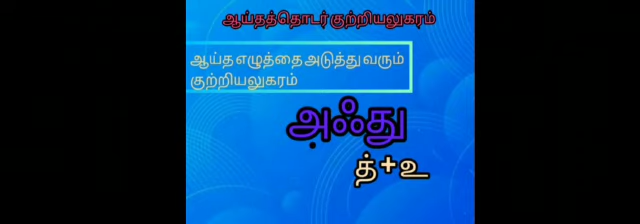 ஆய்தத்தொடர் குற்றியலுகரம்
ஆய்த எழுத்தை அடுத்து வரும்
குற்றியலுகரம்
அஃது
த்+உ